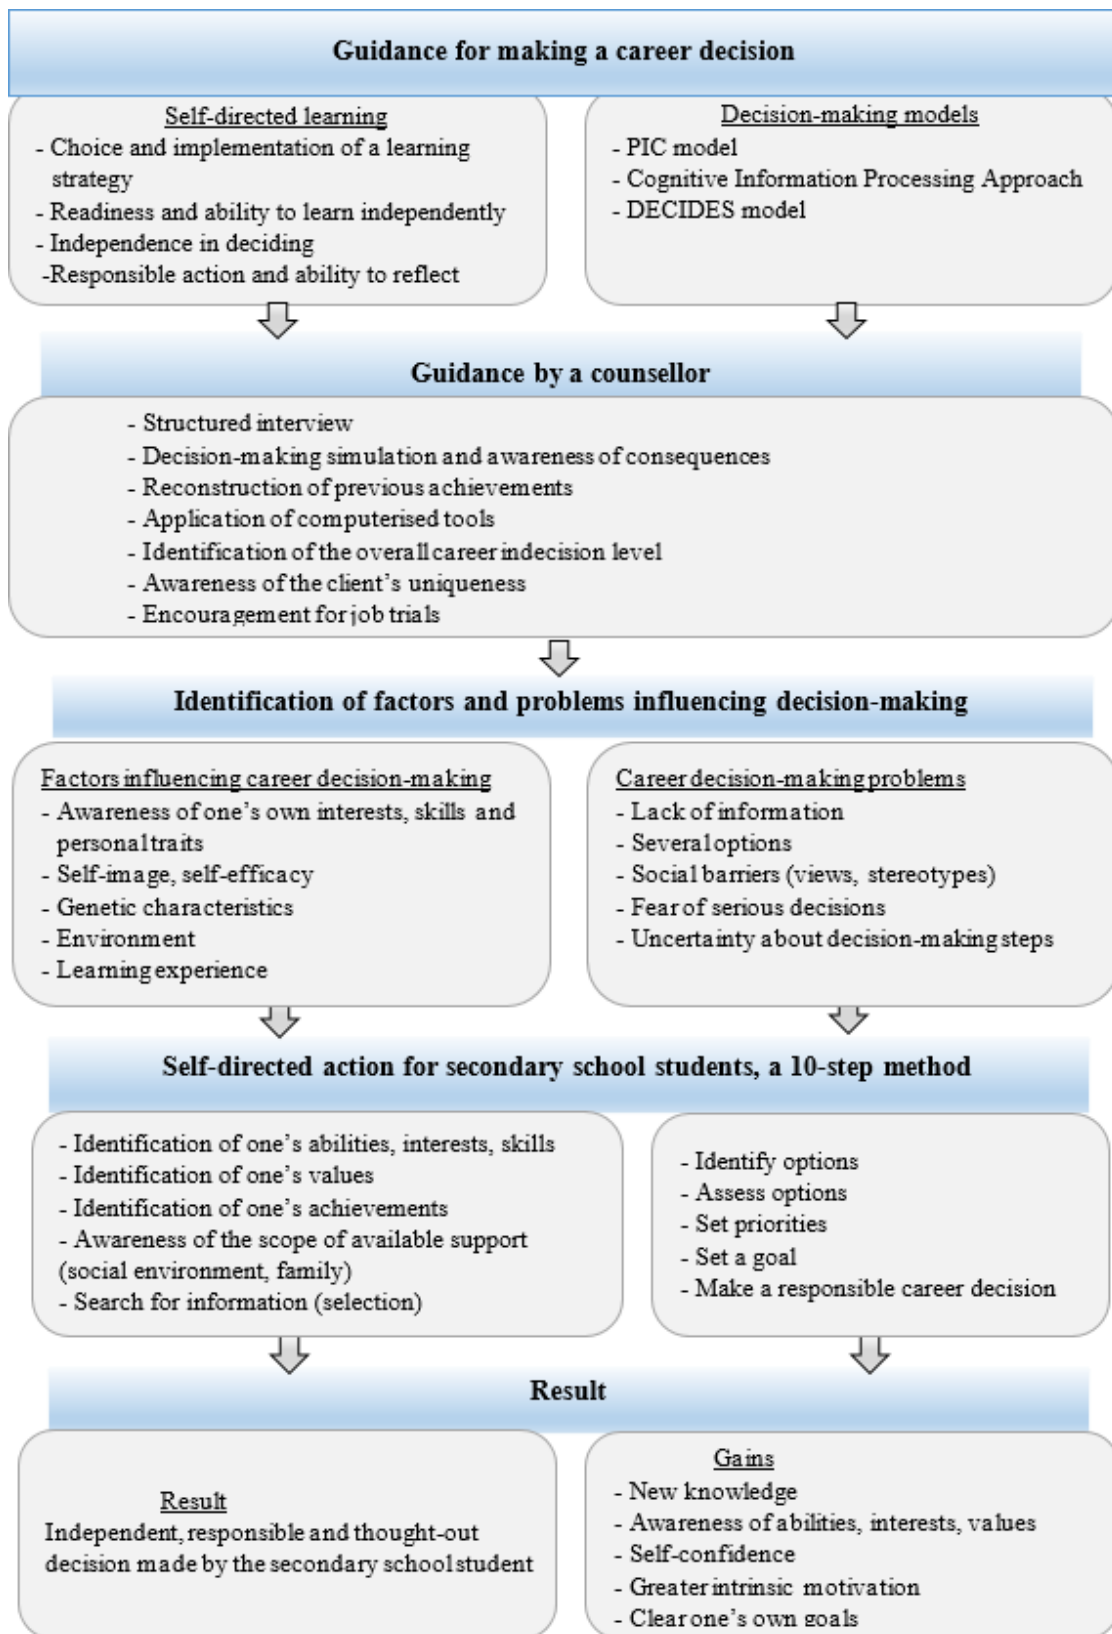 Guidance for making a career decision
Self-directed learning
- Choice and implementation of a learning
strategy
- Readiness and ability to learn independently
- Independence in deciding
-Responsible action and ability to reflect
Decision-making models
- PIC model
- Cognitive Information Processing Approach
- DECIDES model
Guidance by a counsellor
- Structured interview
- Decision-making simulation and awareness of consequences
- Reconstruction of previous achievements
- Application of computerised tools
- Identification of the overall career indecision level
- Awareness of the client's uniqueness
- Encouragement for job trials
Identification of factors and problems influencing decision-making
Factors influencing career decision-making
- Awareness of one's own interests, skills and
personal traits
- Self-image, self-efficacy
- Genetic characteristics
- Environment
- Learning experience
Career decision-making problems
- Lack of information
- Several options
- Social barriers (views, stereotypes)
- Fear of serious decisions
- Uncertainty about decision-making steps
Self-directed action for secondary school students, a 10-step method
- Identification of one's abilities, interests, skills
- Identification of one's values
- Identification of one's achievements
- Awareness of the scope of available support
(social environment, family)
- Search for information (selection)
- Identify options
- Assess options
- Set priorities
- Set a goal
- Make a responsible career decision
Result
Result
Independent, responsible and thought-out
decision made by the secondary school student
Gains
- New knowledge
- Awareness of abilities, interests, values
- Self-confidence
- Greater intrinsic motivation
- Clear one's own goals